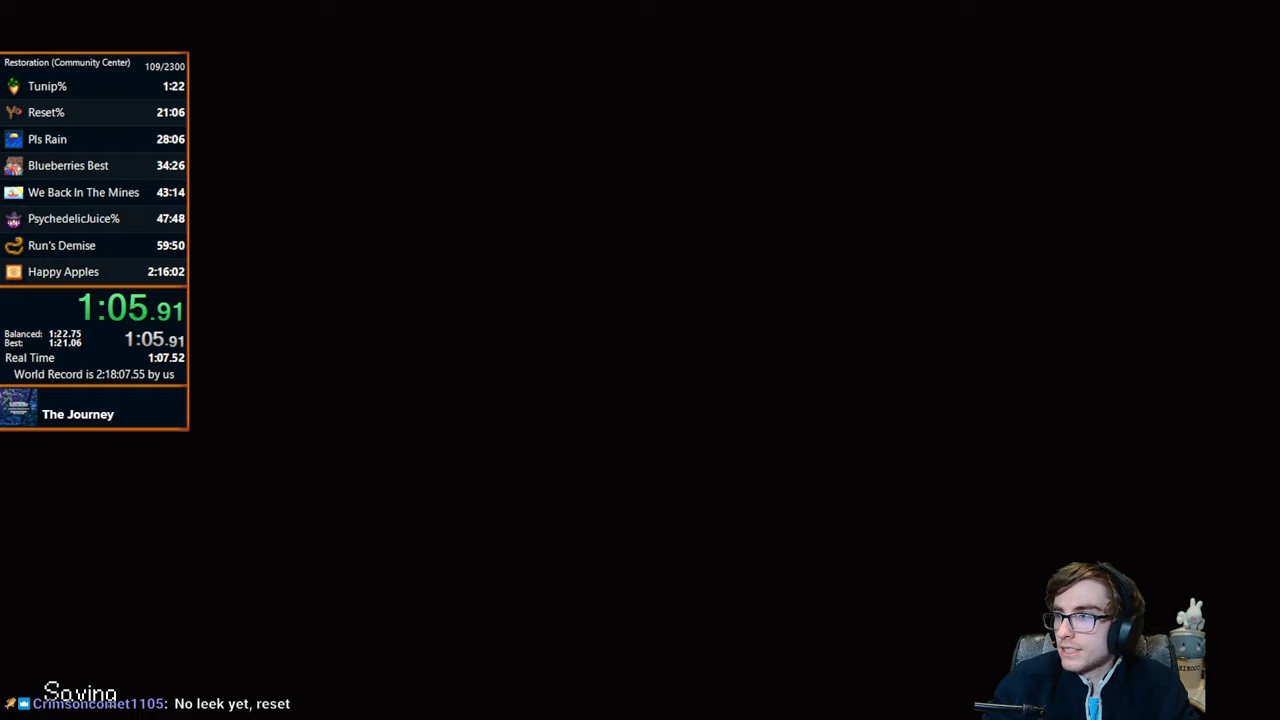 Restoration (Community Center) 109/2300
Tunip% 1:22
Reset% 21:06
Pls Rain 28:06
Blueberries Best 34:26
We Back In The Mines 43:14
PsychedelicJuice% 47:48
Run's Demise 59:50
Happy Apples 2:16:02
1:05.91
Balanced: 1:22.75 1:05.91
Best: 1:21.06
Real Time 1:07.52
World Record is 2:18:07.55 by us
The Journey
Saving
Crimsoncomet1105: No leek yet, reset